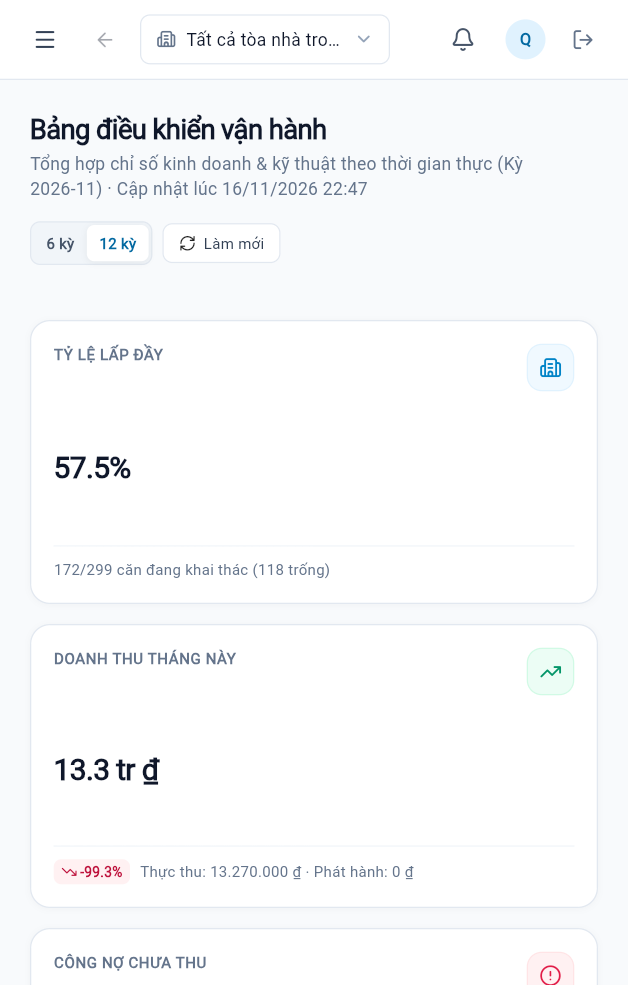 Tất cả tòa nhà tro...
Q
Bảng điều khiển vận hành
Tổng hợp chỉ số kinh doanh & kỹ thuật theo thời gian thực (Kỳ
2026-11) · Cập nhật lúc 16/11/2026 22:47
6 kỳ
12 kỳ
Làm mới
TỶ LỆ LẤP ĐẦY
57.5%
172/299 căn đang khai thác (118 trống)
DOANH THU THÁNG NÀY
13.3 tr ₫
-99.3% Thực thu: 13.270.000 ₫ · Phát hành: 0 ₫
CÔNG NỢ CHƯA THU